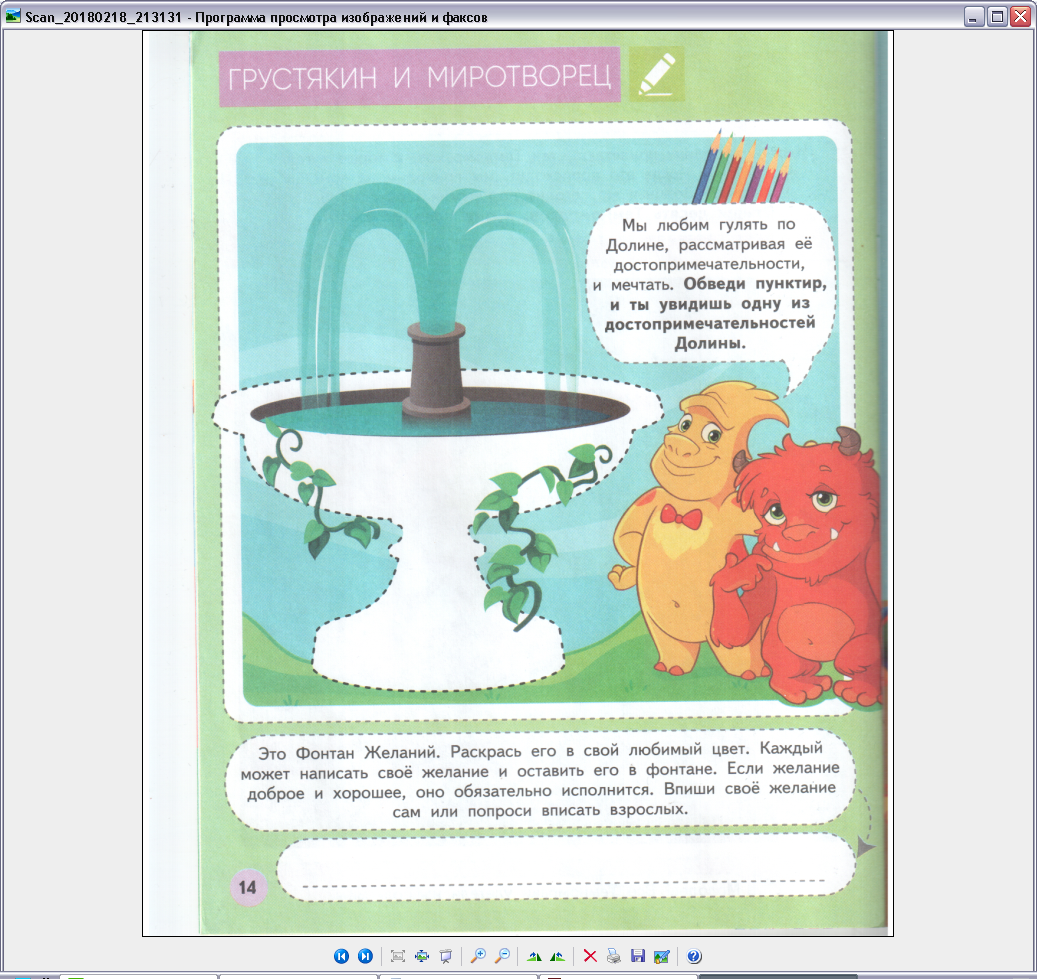 Scan_20180218_213131 - Программа просмотра изображений и факсов
ГРУСТЯКИН И МИРОТВОРЕЦ
Мы любим гулять по
Долине, рассматривая её
достопримечательности,
и мечтать. Обведи пунктир,
и ты увидишь одну из
достопримечательностей
Долины.
Это Фонтан Желаний. Раскрась его в свой любимый цвет. Каждый
может написать своё желание и оставить его в фонтане. Если желание
доброе и хорошее, оно обязательно исполнится. Впиши своё желание
сам или попроси вписать взрослых.
14